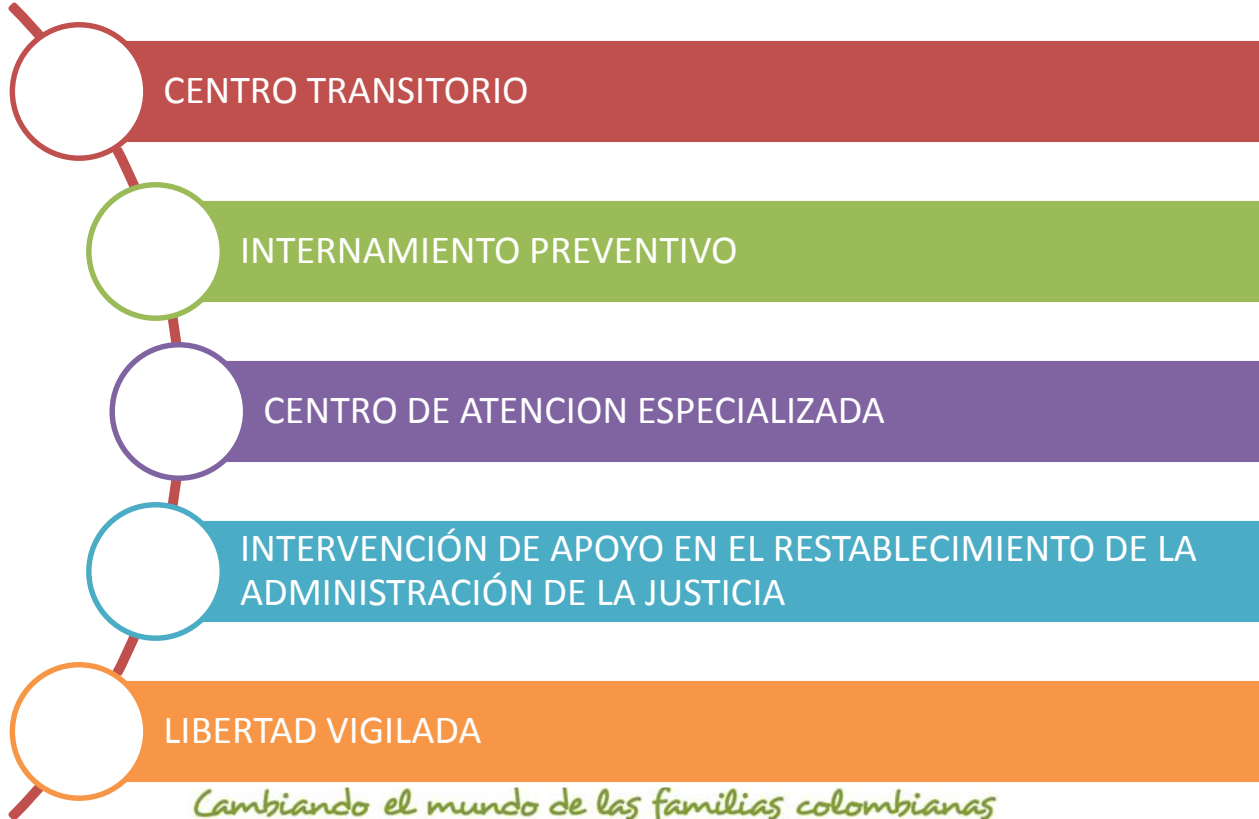 CENTRO TRANSITORIO
INTERNAMIENTO PREVENTIVO
CENTRO DE ATENCION ESPECIALIZADA
INTERVENCIÓN DE APOYO EN EL RESTABLECIMIENTO DE LA
ADMINISTRACIÓN DE LA JUSTICIA
LIBERTAD VIGILADA
Cambiando el mundo de las familias colombianas